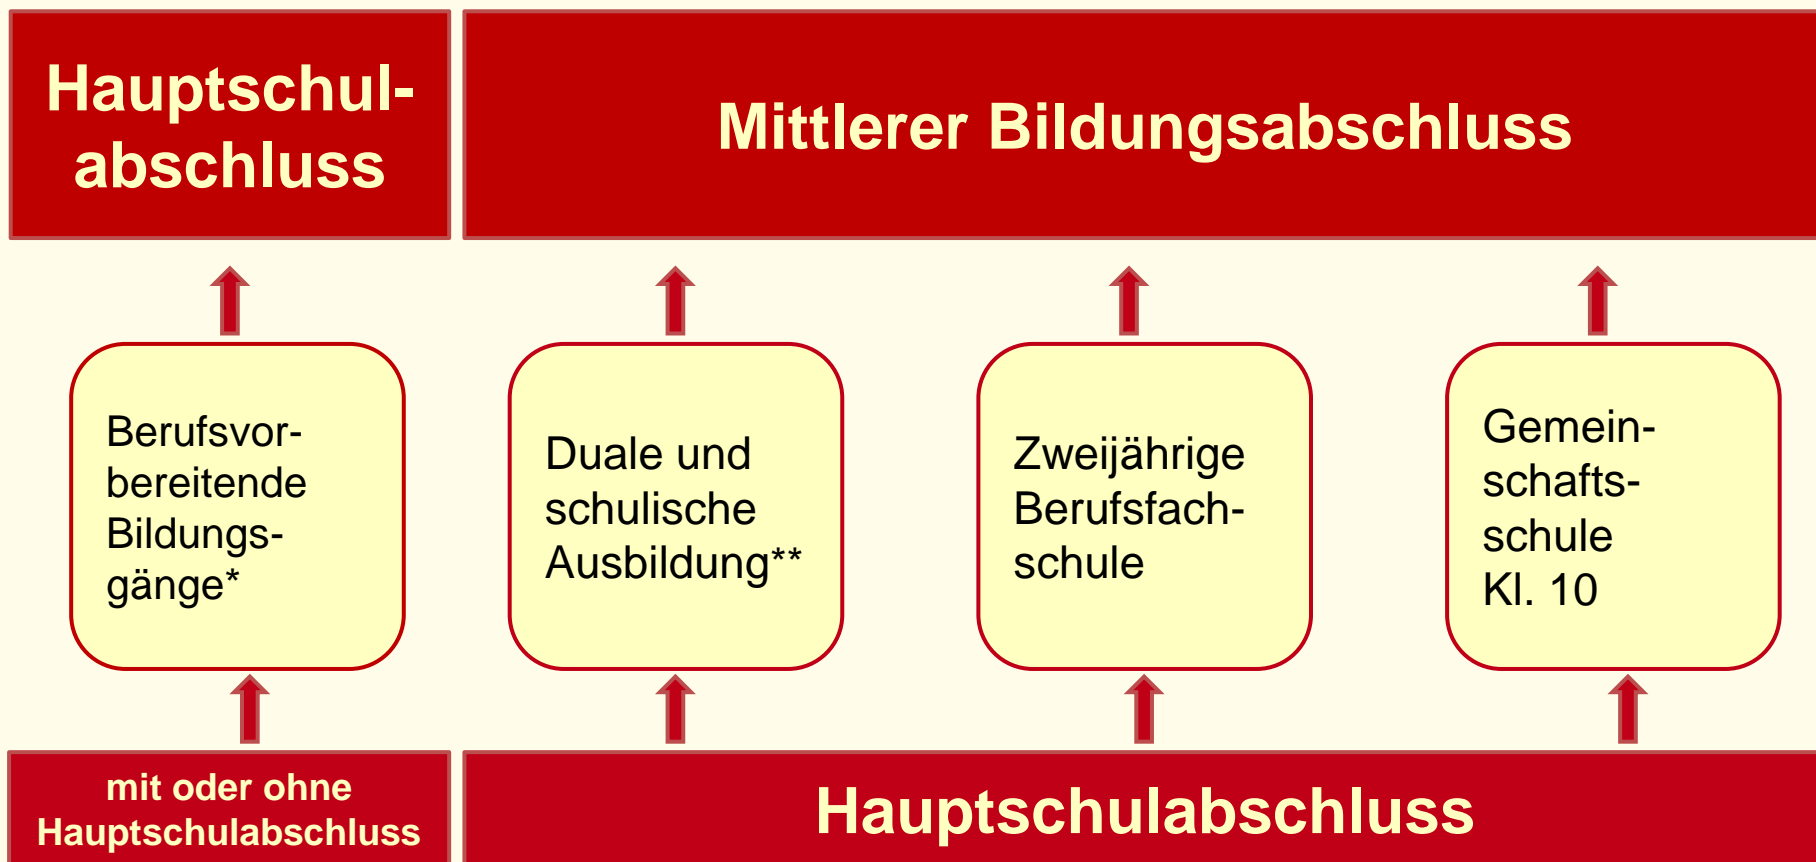 Hauptschul-
abschluss
Mittlerer Bildungsabschluss
Berufsvor-
bereitende
Bildungs-
gänge*
Duale und
schulische
Ausbildung**
Zweijährige
Berufsfach-
schule
Gemein-
schafts-
schule
Kl. 10
mit oder ohne
Hauptschulabschluss
Hauptschulabschluss